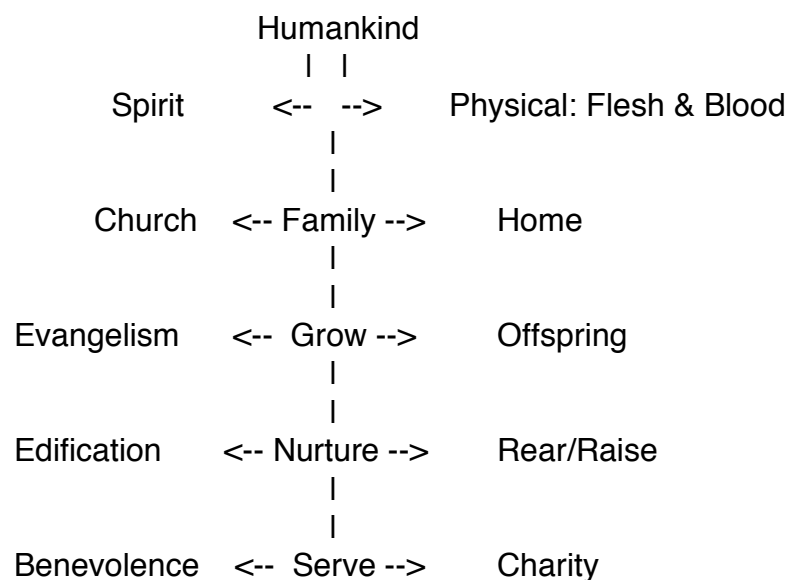 Humankind
| |
Spirit <-- --> Physical: Flesh & Blood
|
|
Church <-- Family --> Home
|
|
Evangelism <-- Grow --> Offspring
|
|
Edification <-- Nurture --> Rear/Raise
|
|
Benevolence <-- Serve --> Charity